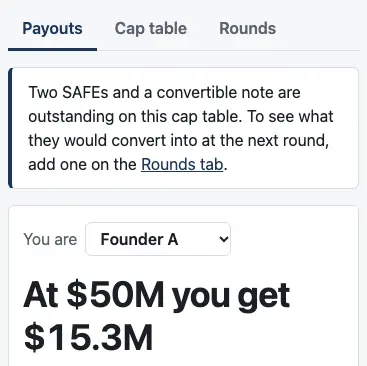 Payouts Cap table Rounds
Two SAFEs and a convertible note are
outstanding on this cap table. To see what
they would convert into at the next round,
add one on the Rounds tab.
You are Founder A
At $50M you get
$15.3M